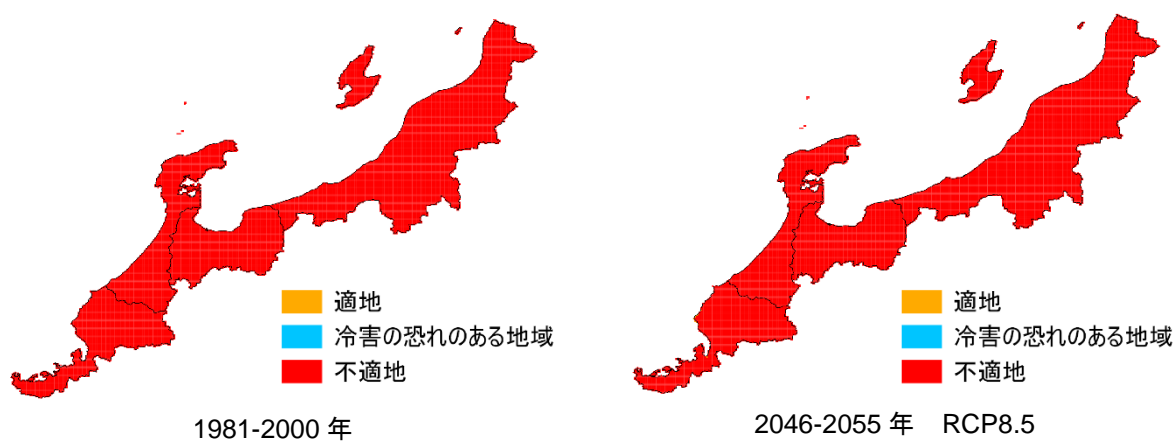 適地
冷害の恐れのある地域
不適地
1981-2000 年
適地
冷害の恐れのある地域
不適地
2046-2055 年 RCP8.5